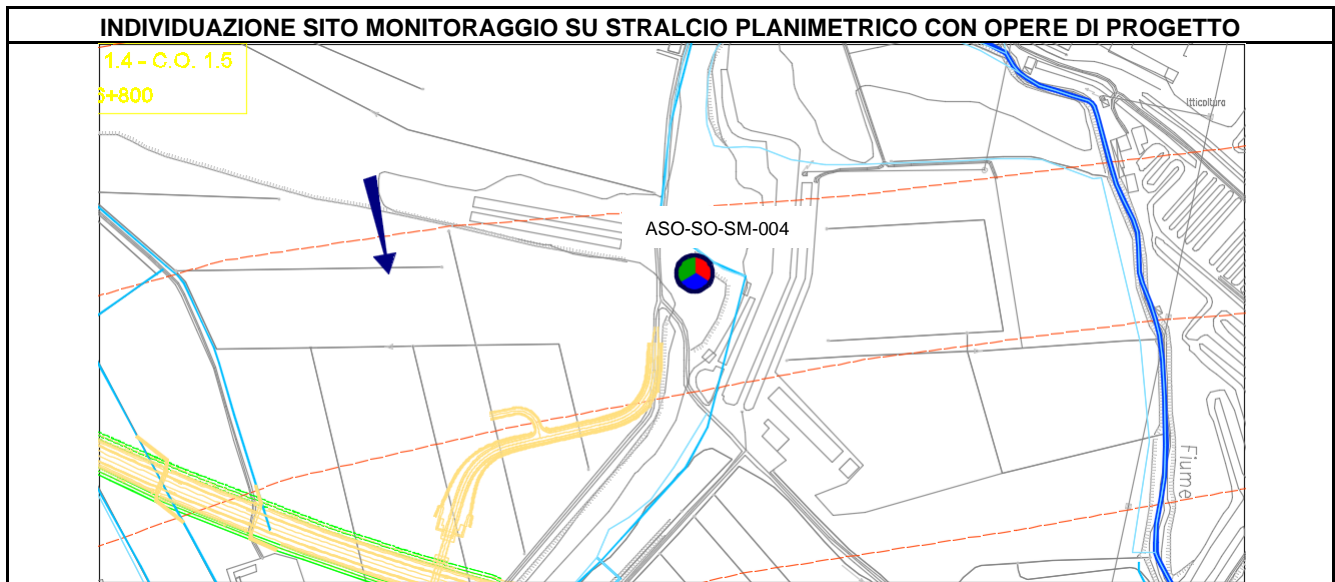 INDIVIDUAZIONE SITO MONITORAGGIO SU STRALCIO PLANIMETRICO CON OPERE DI PROGETTO
1.4 - C.O. 1.5
+800
Itticoltura
ASO-SO-SM-004
Fiume